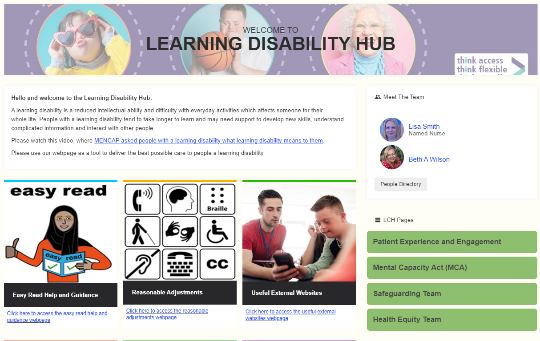 WELCOME TO
LEARNING DISABILITY HUB
think access
think flexible
Hello and welcome to the Learning Disability Hub.
A learning disability is a reduced intellectual ability and difficulty with everyday activities which affects someone for their
whole life. People with a learning disability tend to take longer to learn and may need support to develop new skills, understand
complicated information and interact with other people
Please watch this video, where MENCAP asked people with a learning disability what learning disability means to them.
Please use our webpage as a tool to deliver the best possible care to people a learning disability
Meet The Team
Lisa Smith
Named Nurse
Beth A Wilson
People Directory
LCH Pages
Patient Experience and Engagement
Mental Capacity Act (MCA)
Safeguarding Team
Health Equity Team
easy read
easy read
Easy Read Help and Guidance
Click here to access the easy read help and
guidance webpage
Braille
CC
Reasonable Adjustments
Click here to access the reasonable
adjustments webpage
Useful External Websites
Click here to access the useful external
websites webpage